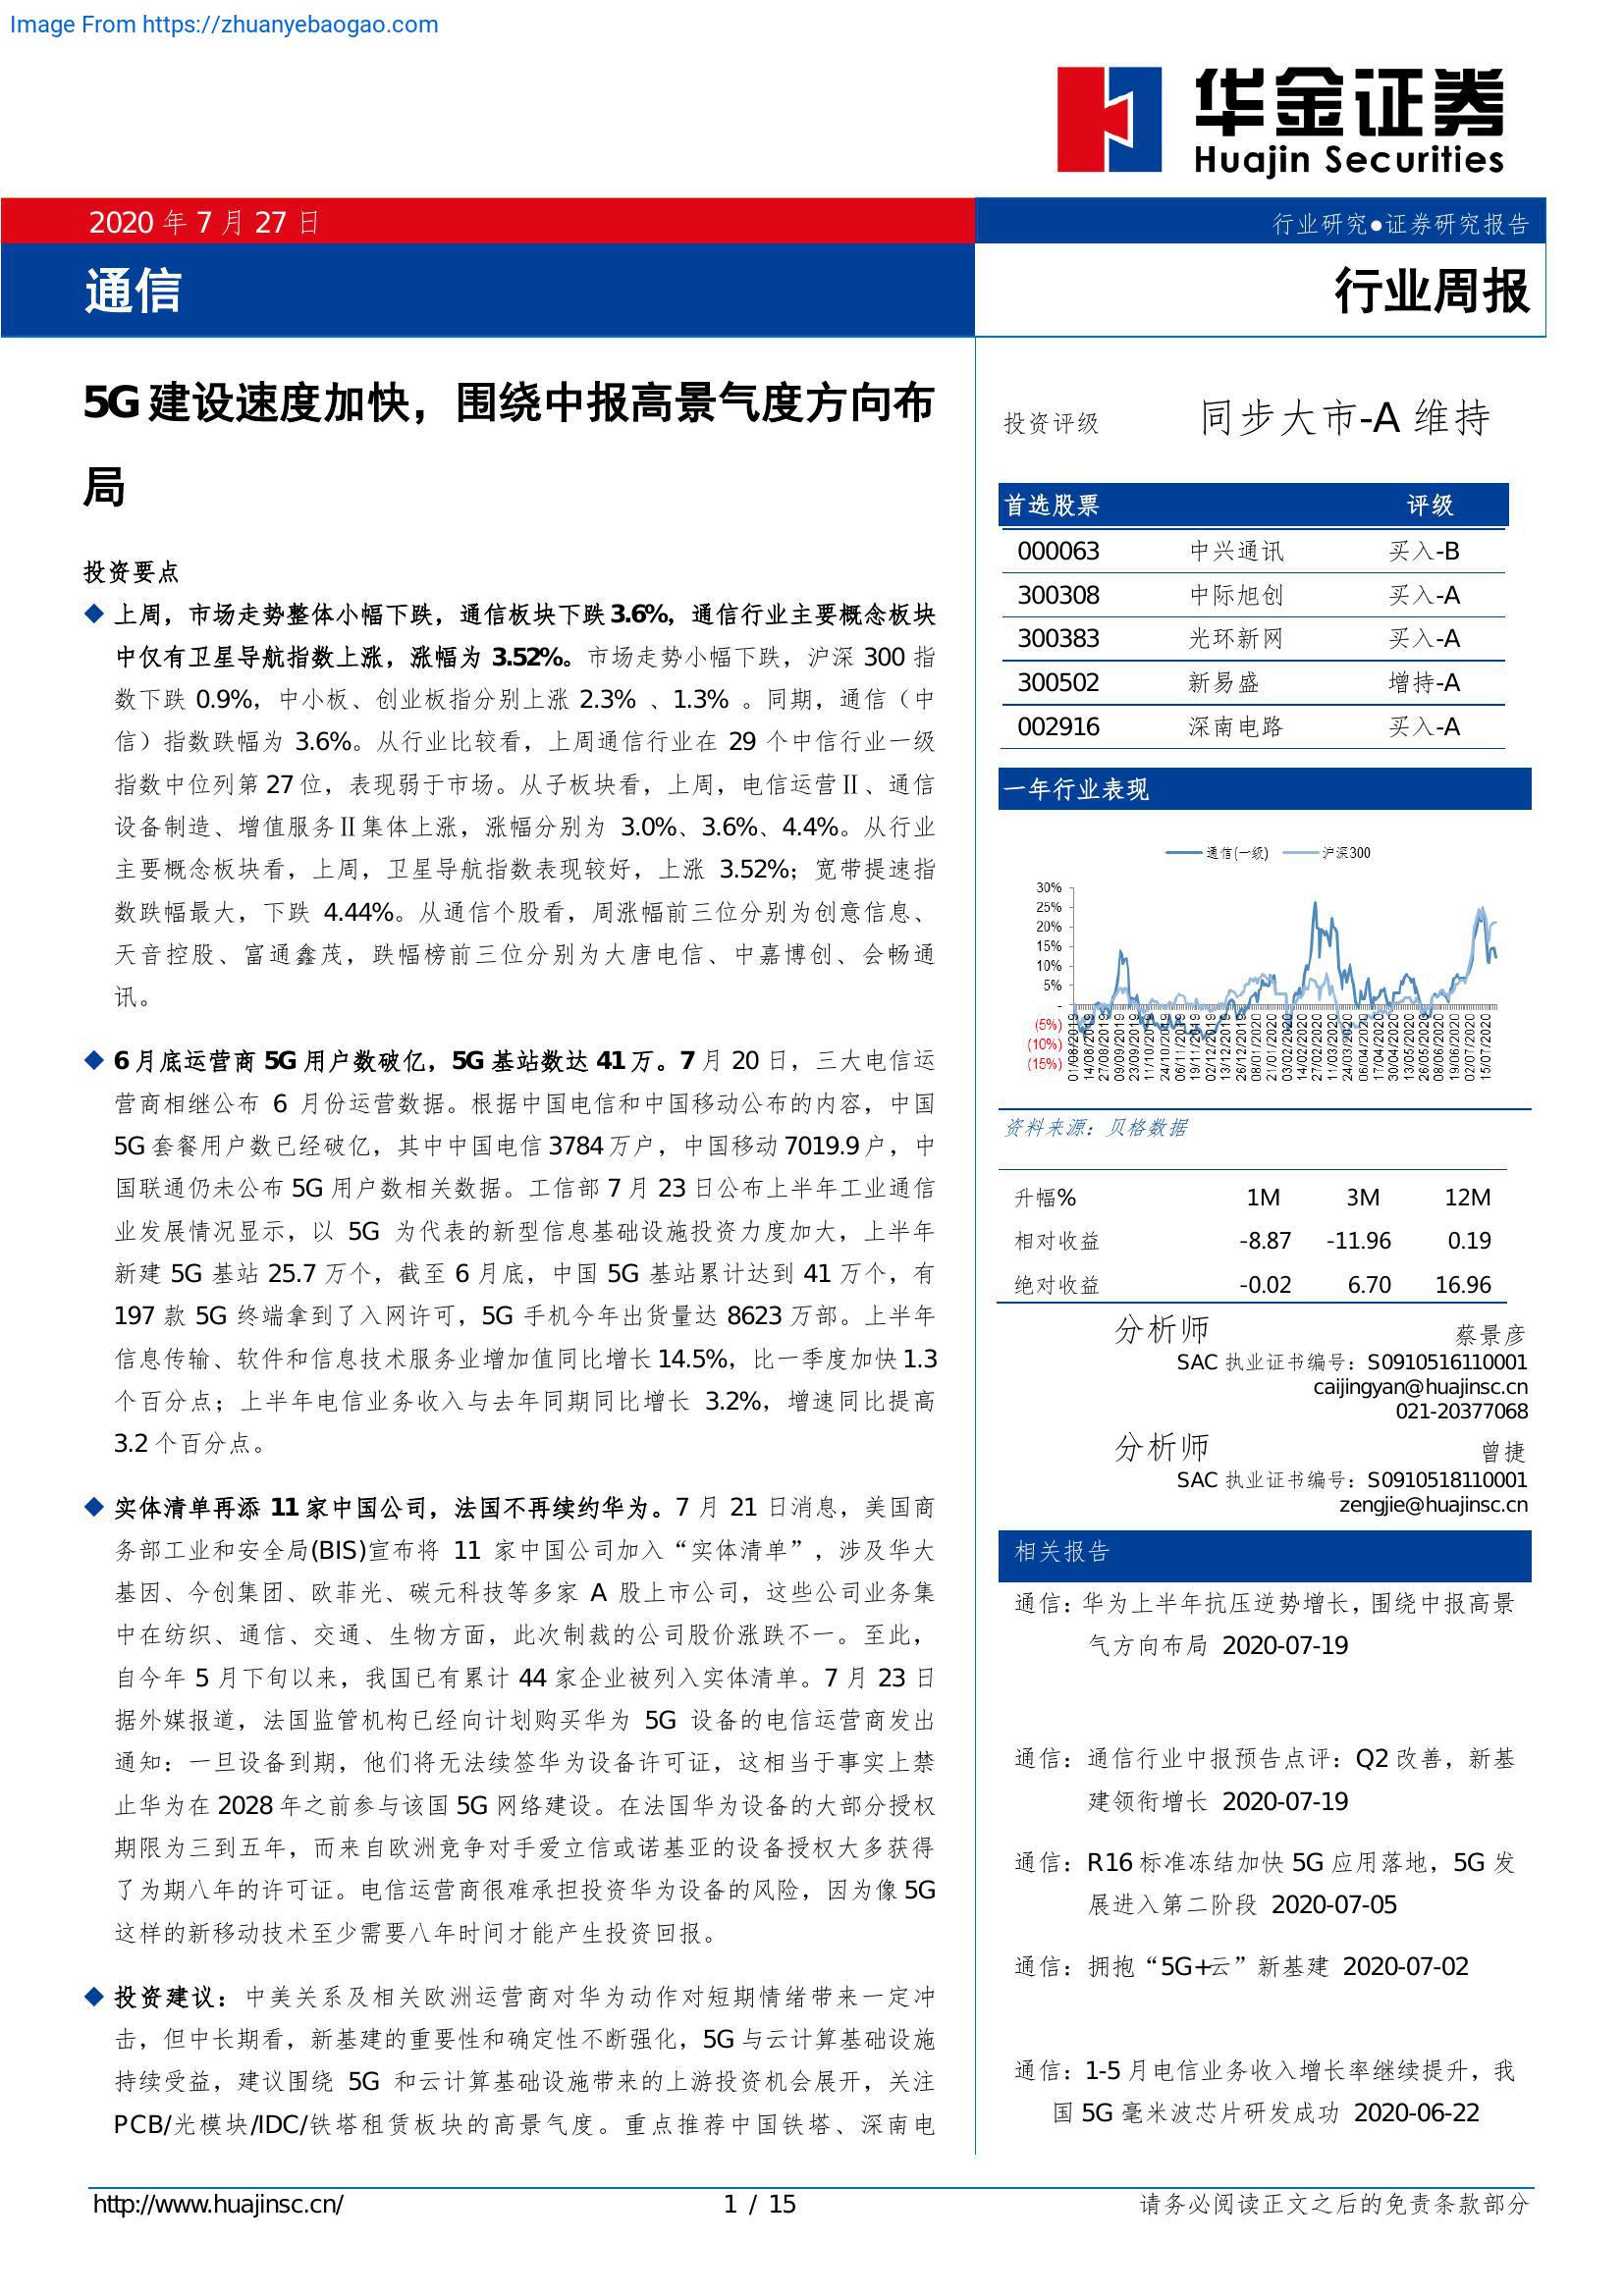 Image From https://zhuanyebaogao.com
华金证券
Huajin Securities
2020 年 7 月 27 日
行业研究●证券研究报告
通信
行业周报
5G 建设速度加快，围绕中报高景气度方向布
局
投资要点
◆ 上周，市场走势整体小幅下跌，通信板块下跌 3.6%，通信行业主要概念板块
中仅有卫星导航指数上涨，涨幅为 3.52%。市场走势小幅下跌，沪深 300 指
数下跌 0.9%，中小板、创业板指分别上涨 2.3% 、1.3% 。同期，通信（中
信）指数跌幅为 3.6%。从行业比较看，上周通信行业在 29 个中信行业一级
指数中位列第 27 位，表现弱于市场。从子板块看，上周，电信运营Ⅱ、通信
设备制造、增值服务Ⅱ集体上涨，涨幅分别为 3.0%、3.6%、4.4%。从行业
主要概念板块看，上周，卫星导航指数表现较好，上涨 3.52%；宽带提速指
数跌幅最大，下跌 4.44%。从通信个股看，周涨幅前三位分别为创意信息、
天音控股、富通鑫茂，跌幅榜前三位分别为大唐电信、中嘉博创、会畅通
讯。
◆ 6 月底运营商 5G 用户数破亿，5G 基站数达 41 万。7 月 20 日，三大电信运
营商相继公布 6 月份运营数据。根据中国电信和中国移动公布的内容，中国
5G 套餐用户数已经破亿，其中中国电信 3784 万户，中国移动 7019.9 户，中
国联通仍未公布 5G 用户数相关数据。工信部 7 月 23 日公布上半年工业通信
业发展情况显示，以 5G 为代表的新型信息基础设施投资力度加大，上半年
新建 5G 基站 25.7 万个，截至 6 月底，中国 5G 基站累计达到 41 万个，有
197 款 5G 终端拿到了入网许可，5G 手机今年出货量达 8623 万部。上半年
信息传输、软件和信息技术服务业增加值同比增长 14.5%，比一季度加快 1.3
个百分点；上半年电信业务收入与去年同期同比增长 3.2%，增速同比提高
3.2 个百分点。
◆ 实体清单再添 11 家中国公司，法国不再续约华为。7 月 21 日消息，美国商
务部工业和安全局(BIS)宣布将 11 家中国公司加入“实体清单”，涉及华大
基因、今创集团、欧菲光、碳元科技等多家 A 股上市公司，这些公司业务集
中在纺织、通信、交通、生物方面，此次制裁的公司股价涨跌不一。至此，
自今年 5 月下旬以来，我国已有累计 44 家企业被列入实体清单。7 月 23 日
据外媒报道，法国监管机构已经向计划购买华为 5G 设备的电信运营商发出
通知：一旦设备到期，他们将无法续签华为设备许可证，这相当于事实上禁
止华为在 2028 年之前参与该国 5G 网络建设。在法国华为设备的大部分授权
期限为三到五年，而来自欧洲竞争对手爱立信或诺基亚的设备授权大多获得
了为期八年的许可证。电信运营商很难承担投资华为设备的风险，因为像 5G
这样的新移动技术至少需要八年时间才能产生投资回报。
◆ 投资建议：中美关系及相关欧洲运营商对华为动作对短期情绪带来一定冲
击，但中长期看，新基建的重要性和确定性不断强化，5G 与云计算基础设施
持续受益，建议围绕 5G 和云计算基础设施带来的上游投资机会展开，关注
PCB/光模块/IDC/铁塔租赁板块的高景气度。重点推荐中国铁塔、深南电
投资评级 同步大市-A 维持
首选股票 评级
000063 中兴通讯 买入-B
300308 中际旭创 买入-A
300383 光环新网 买入-A
300502 新易盛 增持-A
002916 深南电路 买入-A
一年行业表现
通信(一级) 沪深300
30%
25%
20%
15%
10%
5%
-
(5%)
(10%)
(15%)
01/08/2019 14/08/2019 27/08/2019 09/09/2019 23/09/2019 11/10/2019 24/10/2019 06/11/2019 19/11/2019 02/12/2019 13/12/2019 26/12/2019 08/01/2020 21/01/2020 03/02/2020 14/02/2020 27/02/2020 11/03/2020 24/03/2020 06/04/2020 17/04/2020 30/04/2020 13/05/2020 26/05/2020 08/06/2020 19/06/2020 02/07/2020 15/07/2020
资料来源：贝格数据
升幅% 1M 3M 12M
相对收益 -8.87 -11.96 0.19
绝对收益 -0.02 6.70 16.96
分析师 蔡景彦
SAC 执业证书编号：S0910516110001
caijingyan@huajinsc.cn
021-20377068
分析师 曾捷
SAC 执业证书编号：S0910518110001
zengjie@huajinsc.cn
相关报告
通信：华为上半年抗压逆势增长，围绕中报高景
气方向布局 2020-07-19
通信：通信行业中报预告点评：Q2 改善，新基
建领衔增长 2020-07-19
通信：R16 标准冻结加快 5G 应用落地，5G 发
展进入第二阶段 2020-07-05
通信：拥抱“5G+云”新基建 2020-07-02
通信：1-5 月电信业务收入增长率继续提升，我
国 5G 毫米波芯片研发成功 2020-06-22
http://www.huajinsc.cn/
1 / 15
请务必阅读正文之后的免责条款部分